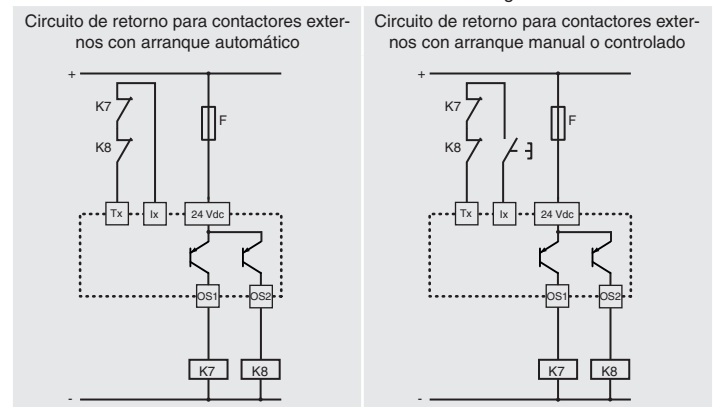 Circuito de retorno para contactores exter-
nos con arranque automático
+
K7
F
K8
Tx
Ix
24 Vdc
OS1
OS2
K7
K8
-
Circuito de retorno para contactores exter-
nos con arranque manual o controlado
+
K7
F
K8
Tx
Ix
24 Vdc
OS1
OS2
K7
K8
-